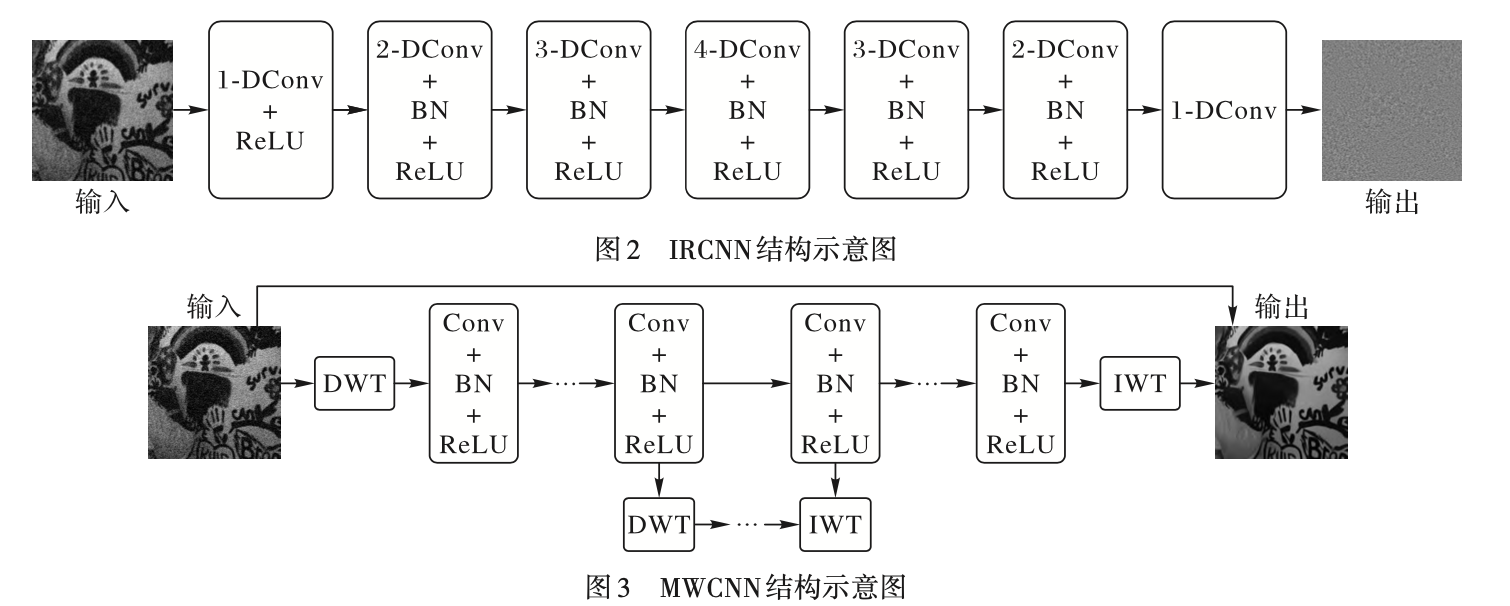 1-DConv
+
ReLU
2-DConv
+
BN
+
ReLU
3-DConv
+
BN
+
ReLU
4-DConv
+
BN
+
ReLU
3-DConv
+
BN
+
ReLU
2-DConv
+
BN
+
ReLU
1-DConv
输入
输出
图2 IRCNN结构示意图
输入
DWT
Conv
+
BN
+
ReLU
···
Conv
+
BN
+
ReLU
Conv
+
BN
+
ReLU
···
Conv
+
BN
+
ReLU
IWT
输出
DWT
···
IWT
图3 MWCNN结构示意图